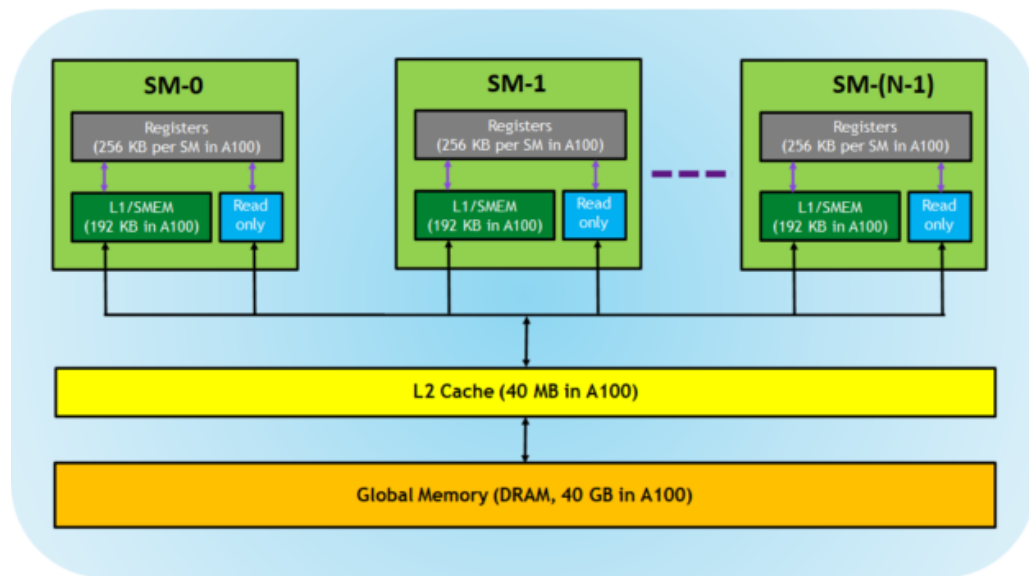 SM-0
Registers
(256 KB per SM in A100)
L1/SMEM
(192 KB in A100)
Read
only
SM-1
Registers
(256 KB per SM in A100)
L1/SMEM
(192 KB in A100)
Read
only
SM-(N-1)
Registers
(256 KB per SM in A100)
L1/SMEM
(192 KB in A100)
Read
only
L2 Cache (40 MB in A100)
Global Memory (DRAM, 40 GB in A100)